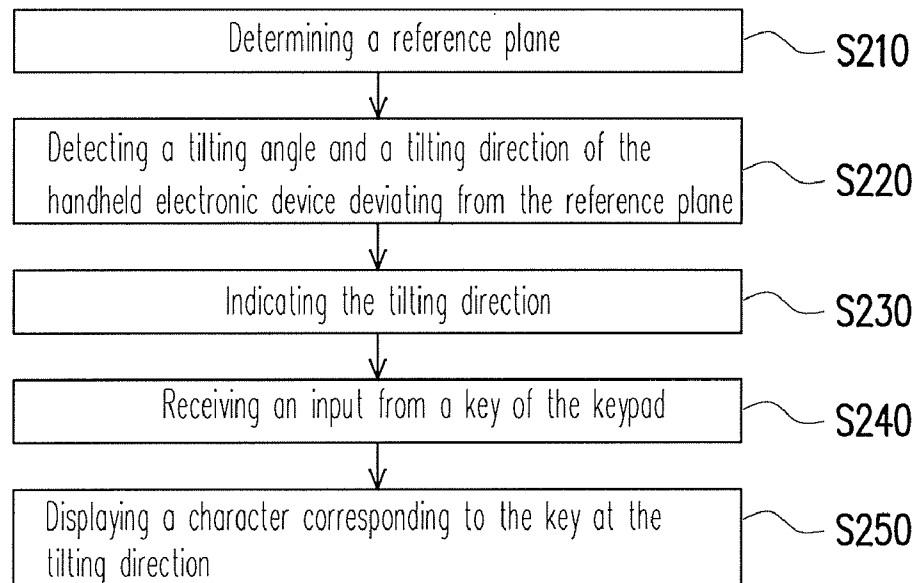 Determining a reference plane
S210
Detecting a tilting angle and a tilting direction of the
handheld electronic device deviating from the reference plane
S220
Indicating the tilting direction
S230
Receiving an input from a key of the keypad
S240
Displaying a character corresponding to the key at the
tilting direction
S250